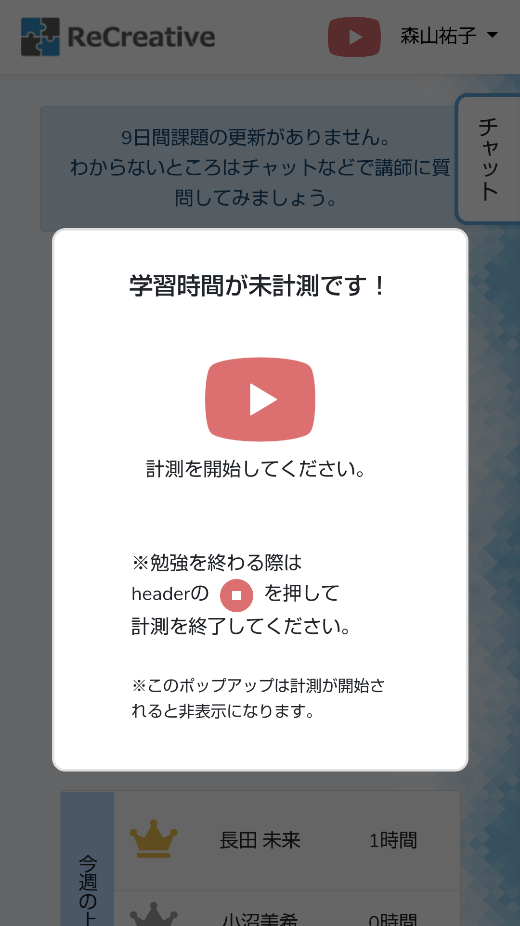 ReCreative
森山祐子
チャット
9日間課題の更新がありません。
わからないところはチャットなどで講師に質
問してみましょう。
学習時間が未計測です！
計測を開始してください。
※勉強を終わる際は
headerの を押して
計測を終了してください。
※このポップアップは計測が開始さ
れると非表示になります。
今週の上
長田 未来 1時間
小沼美希 0時間